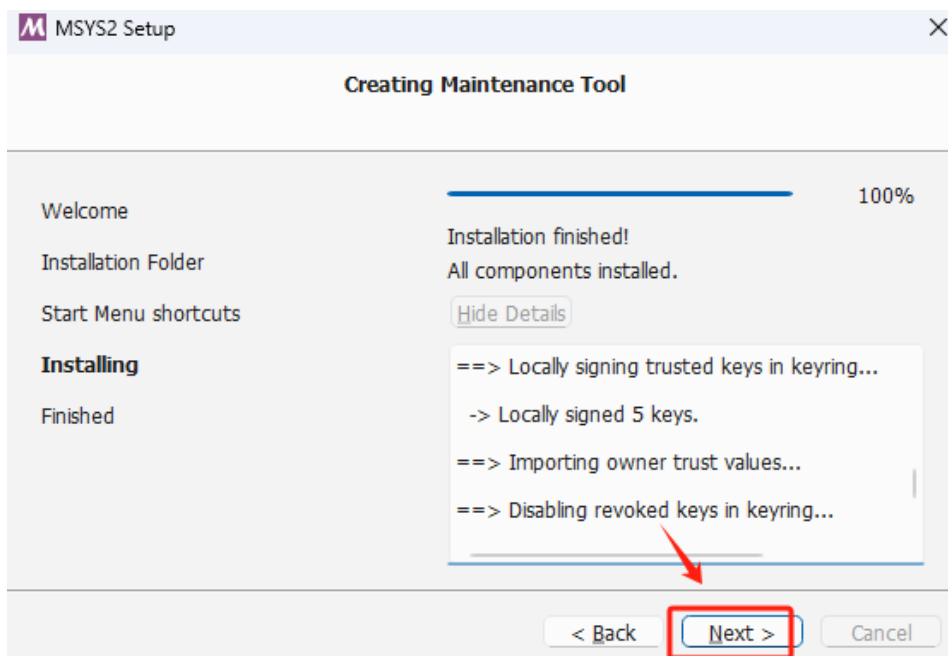 MSYS2 Setup
Creating Maintenance Tool
Welcome
Installation Folder
Start Menu shortcuts
Installing
Finished
100%
Installation finished!
All components installed.
Hide Details
==> Locally signing trusted keys in keyring...
-> Locally signed 5 keys.
==> Importing owner trust values...
==> Disabling revoked keys in keyring...
< Back
Next >
Cancel